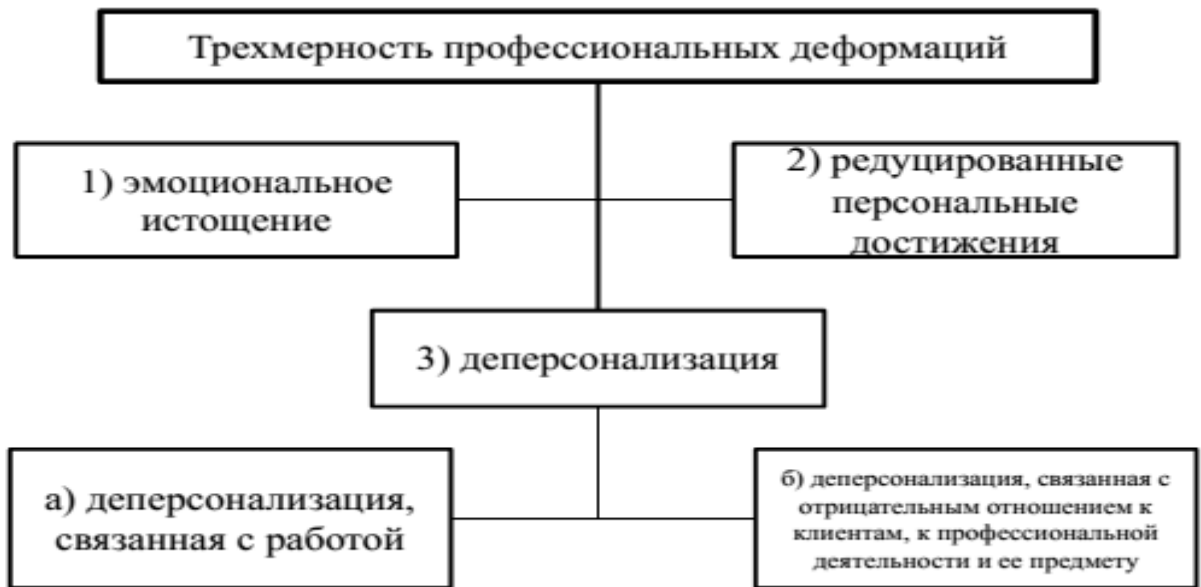 Трехмерность профессиональных деформаций
1) эмоциональное
истощение
2) редуцированные
персональные
достижения
3) деперсонализация
а) деперсонализация,
связанная с работой
б) деперсонализация, связанная с
отрицательным отношением к
клиентам, к профессиональной
деятельности и ее предмету